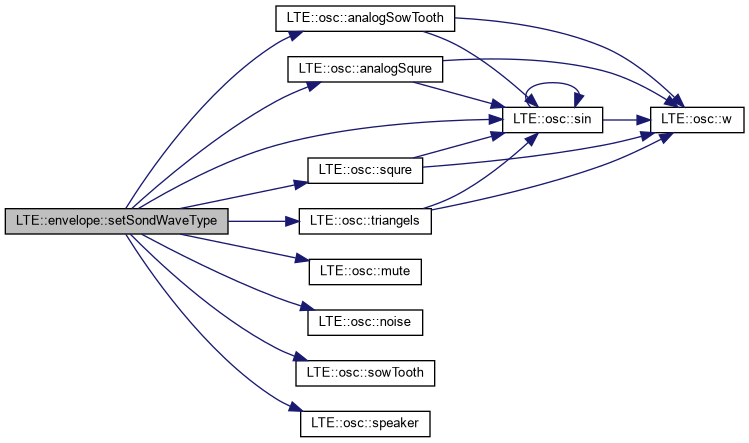 LTE::osc::analogSowTooth
LTE::osc::analogSqure
LTE::osc::sin
LTE::osc::w
LTE::osc::squre
LTE::envelope::setSondWaveType
LTE::osc::triangels
LTE::osc::mute
LTE::osc::noise
LTE::osc::sowTooth
LTE::osc::speaker